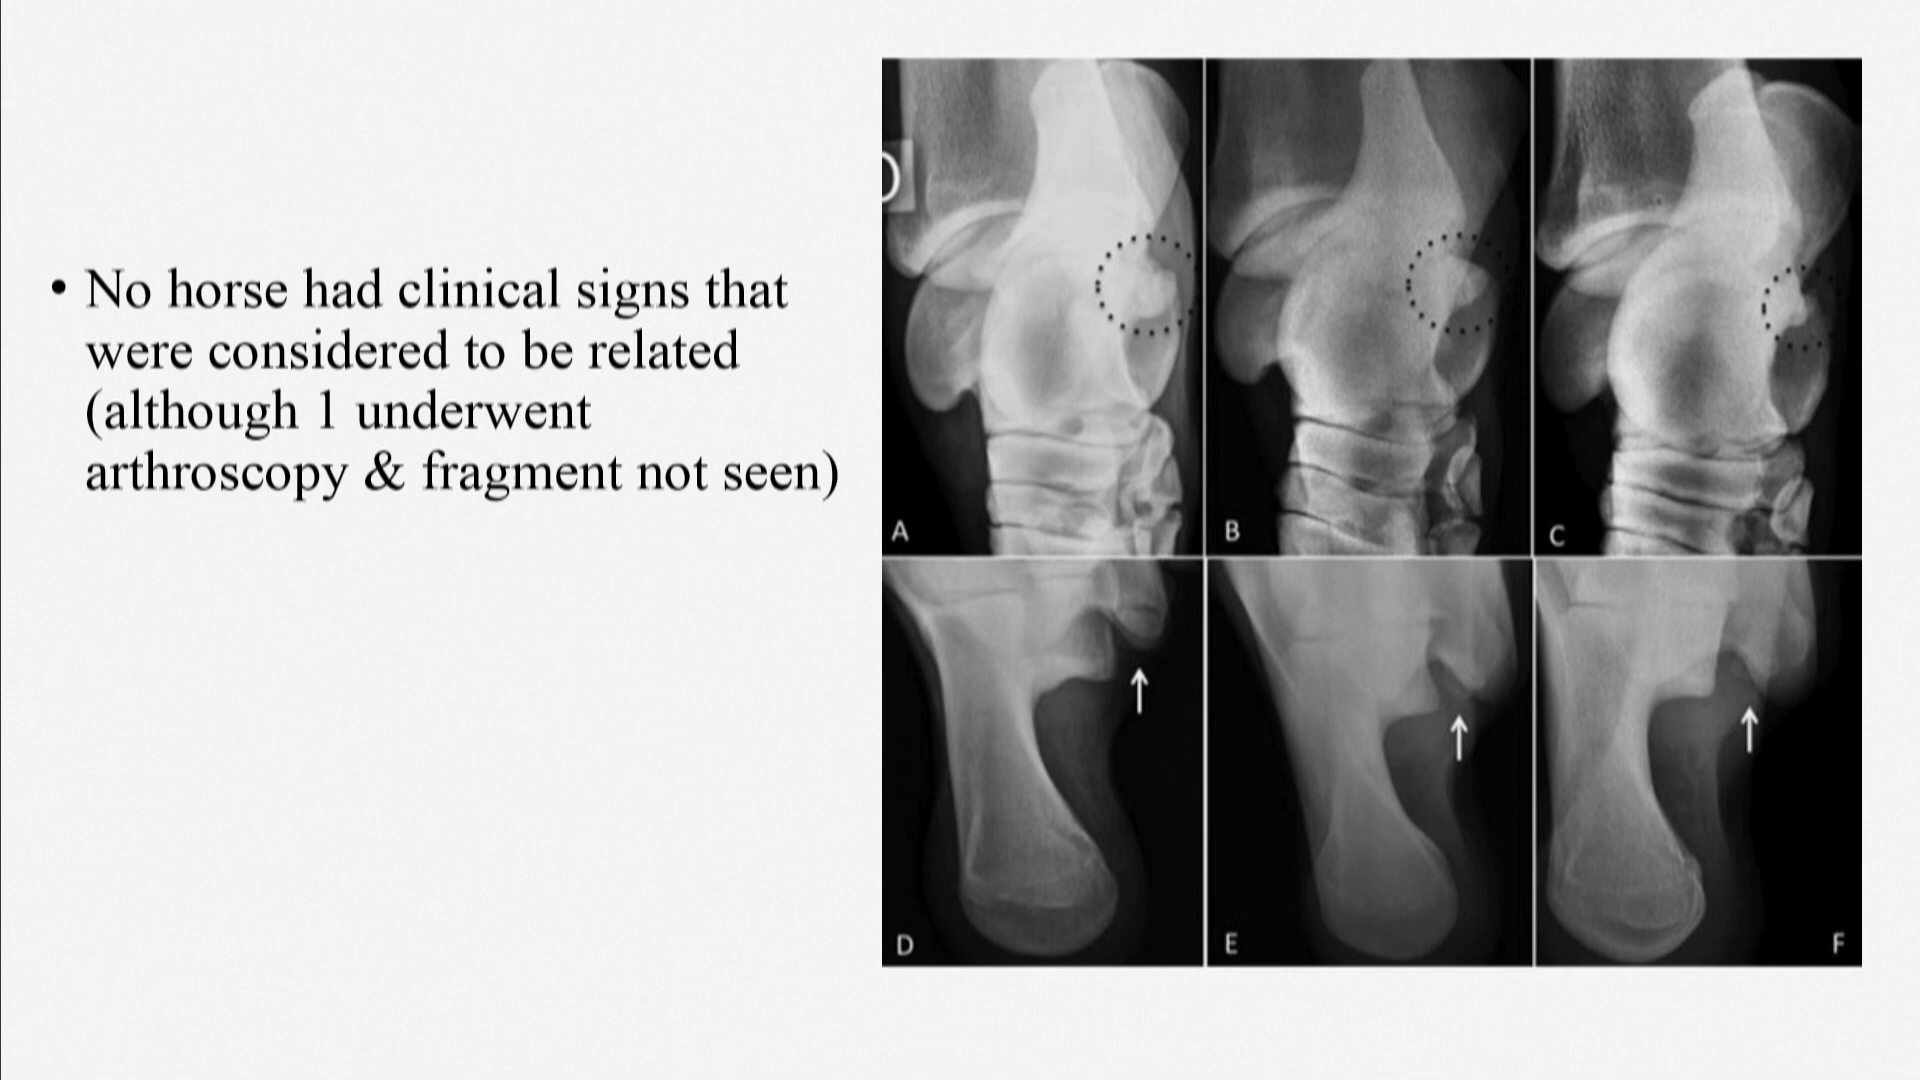 • No horse had clinical signs that
were considered to be related
(although 1 underwent
arthroscopy & fragment not seen)
A
B
C
D
E
F